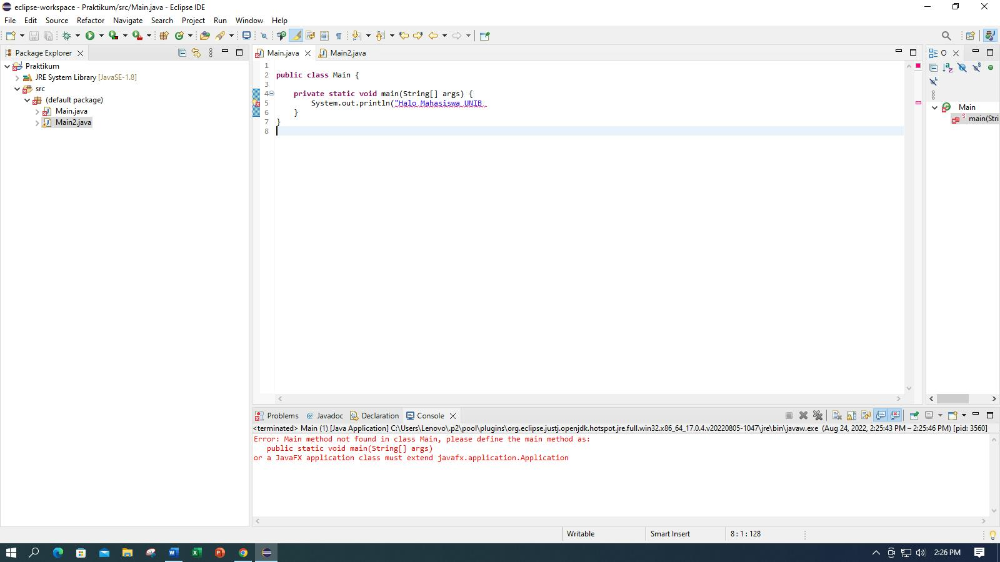 eclipse-workspace - Praktikum/src/Main.java - Eclipse IDE
File Edit Source Refactor Navigate Search Project Run Window Help
Package Explorer
Praktikum
JRE System Library [JavaSE-1.8]
src
(default package)
Main.java
Main2.java
Main.java Main2.java
1
2 public class Main {
3
4 private static void main(String[] args) {
5 System.out.println("Halo Mahasiswa UNIB
6 }
7 }
8
O
Main
main(Stri
Problems @ Javadoc Declaration Console
<terminated> Main (1) [Java Application] C:\Users\Lenovo\.p2\pool\plugins\org.eclipse.justj.openjdk.hotspot.jre.full.win32.x86_64_17.0.4.v20220805-1047\jre\bin\javaw.exe (Aug 24, 2022, 2:25:43 PM – 2:25:46 PM) [pid: 3560]
Error: Main method not found in class Main, please define the main method as:
public static void main(String[] args)
or a JavaFX application class must extend javafx.application.Application
Writable Smart Insert 8 : 1 : 128
2:26 PM